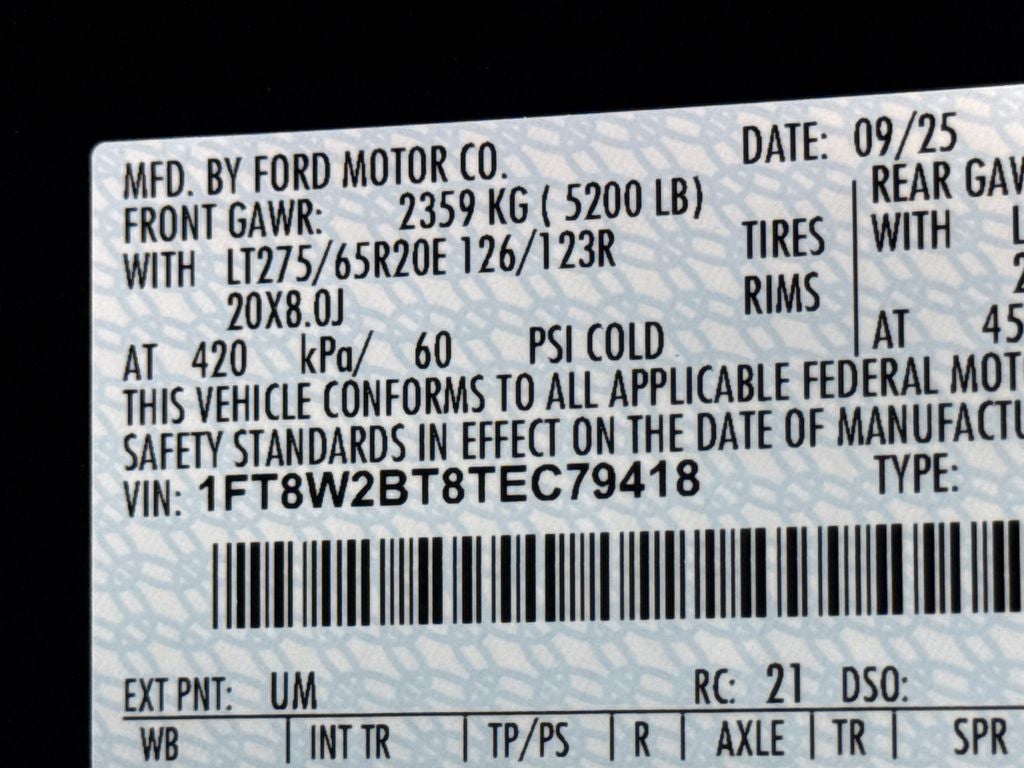 MFD. BY FORD MOTOR CO.
DATE: 09/25
FRONT GAWR: 2359 KG ( 5200 LB)
REAR
WITH LT275/65R20E 126/123R TIRES
WITH
20X8.0J RIMS
AT 420 kPa/ 60 PSI COLD
AT
THIS VEHICLE CONFORMS TO ALL APPLICABLE FEDERAL
SAFETY STANDARDS IN EFFECT ON THE DATE OF
VIN: 1FT8W2BT8TEC79418
TYPE:
EXT PNT: UM RC: 21 DSO:
WB INT TR TP/PS R AXLE TR SPR